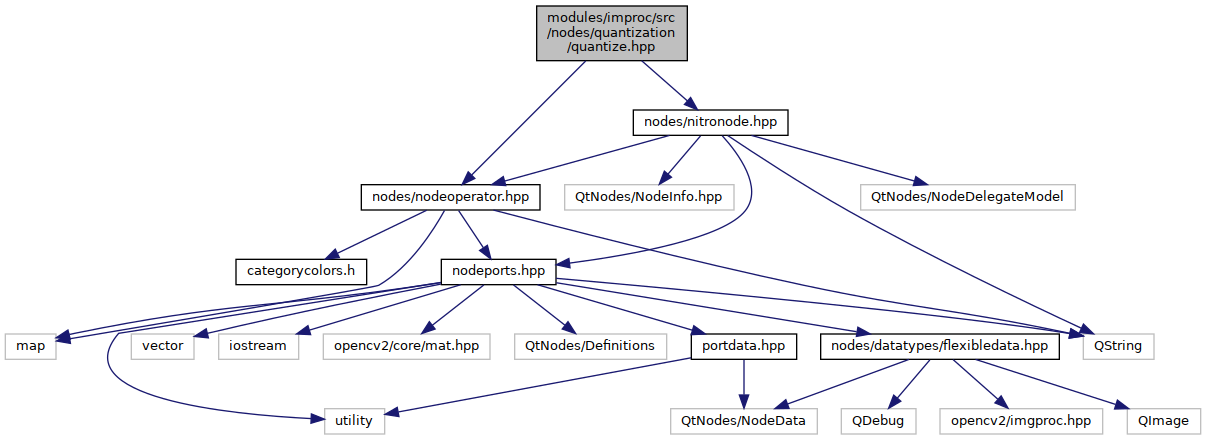 modules/improc/src
/nodes/quantization
/quantize.hpp
nodes/nitronode.hpp
nodes/nodeoperator.hpp
QtNodes/NodeInfo.hpp
QtNodes/NodeDelegateModel
categorycolors.h
nodeports.hpp
map
vector
iostream
opencv2/core/mat.hpp
QtNodes/Definitions
portdata.hpp
nodes/datatypes/flexibledata.hpp
QString
utility
QtNodes/NodeData
QDebug
opencv2/imgproc.hpp
QImage